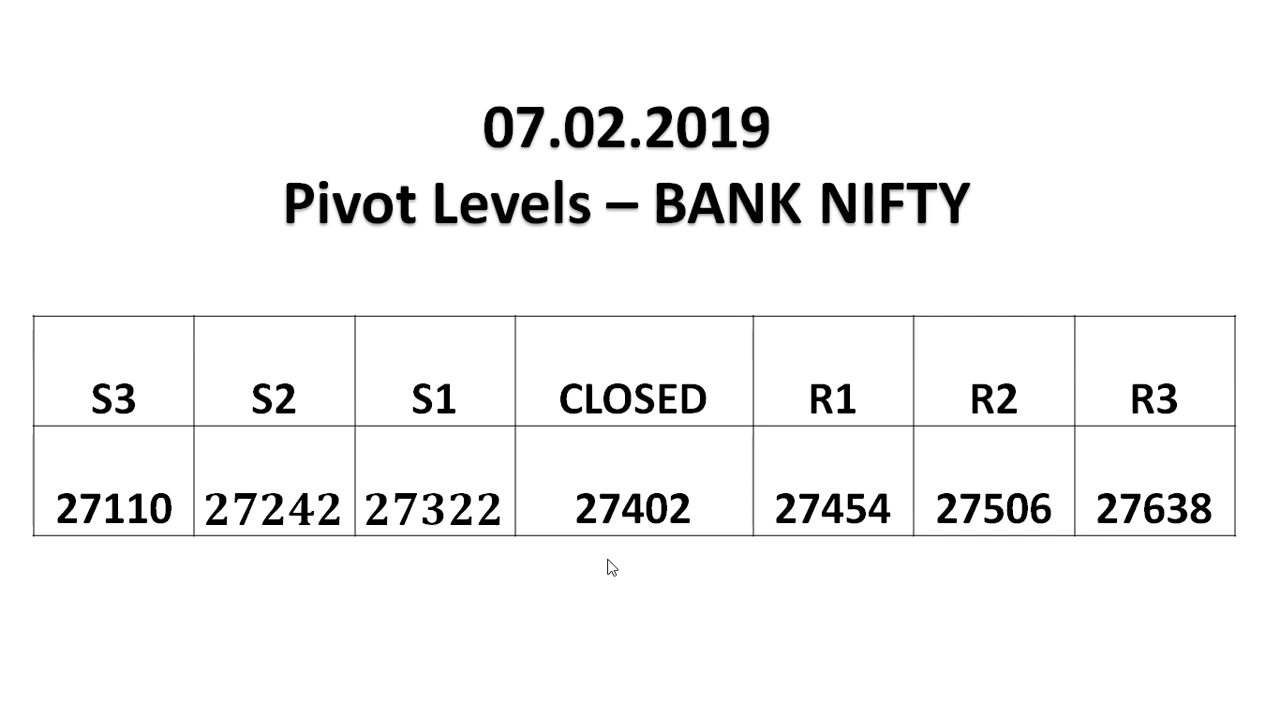 07.02.2019
Pivot Levels – BANK NIFTY
S3 S2 S1 CLOSED R1 R2 R3
27110 27242 27322 27402 27454 27506 27638